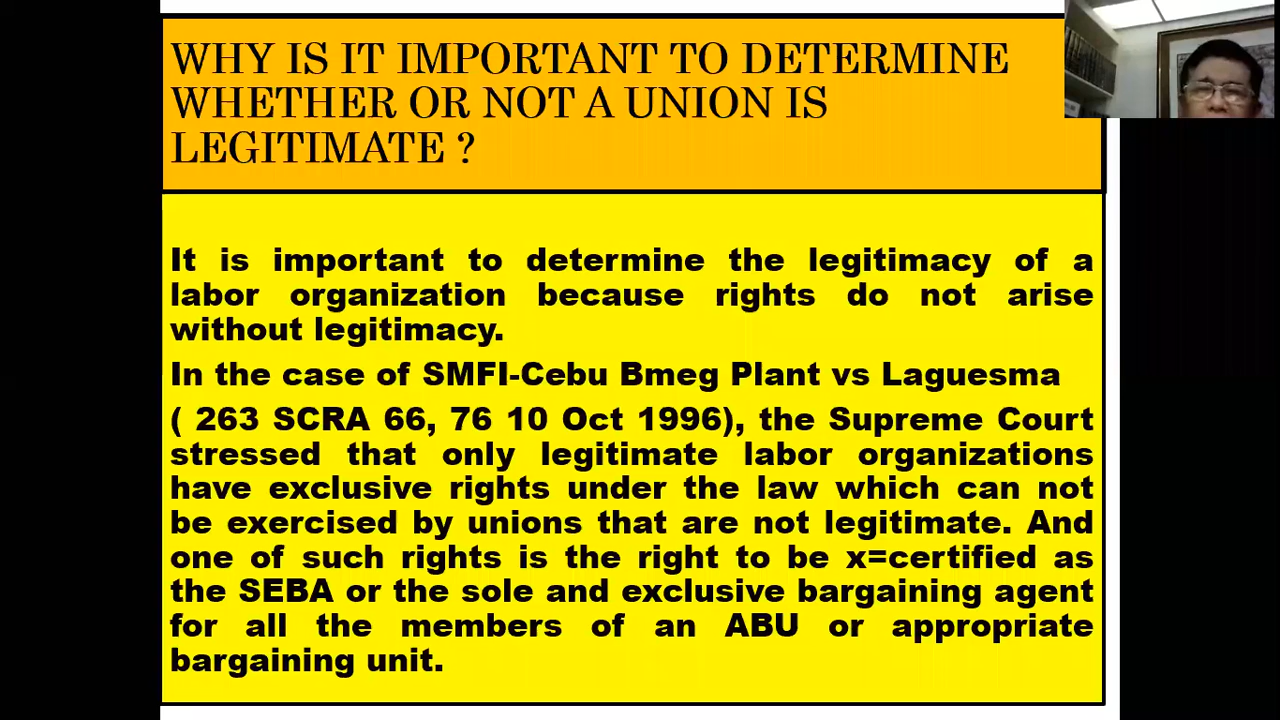 WHY IS IT IMPORTANT TO DETERMINE
WHETHER OR NOT A UNION IS
LEGITIMATE ?
It is important to determine the legitimacy of a
labor organization because rights do not arise
without legitimacy.
In the case of SMFI-Cebu Bmeg Plant vs Laguesma
( 263 SCRA 66, 76 10 Oct 1996), the Supreme Court
stressed that only legitimate labor organizations
have exclusive rights under the law which can not
be exercised by unions that are not legitimate. And
one of such rights is the right to be x=certified as
the SEBA or the sole and exclusive bargaining agent
for all the members of an ABU or appropriate
bargaining unit.